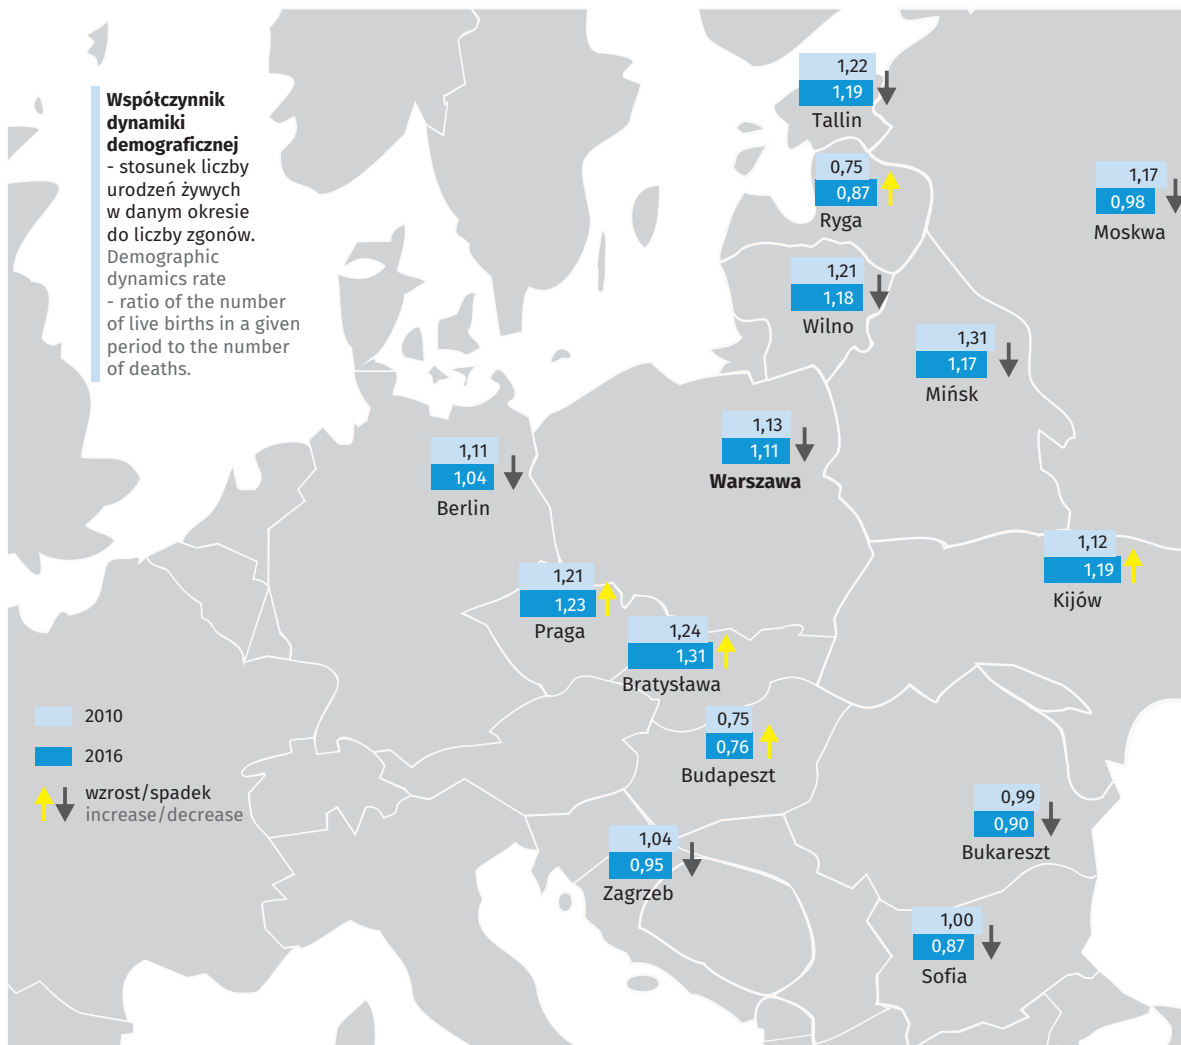 Współczynnik
dynamiki
demograficznej
- stosunek liczby
urodzeń żywych
w danym okresie
do liczby zgonów.
Demographic
dynamics rate
- ratio of the number
of live births in a given
period to the number
of deaths.
1,22
1,19
Tallin
0,75
0,87
Ryga
1,17
0,98
Moskwa
1,21
1,18
Wilno
1,31
1,17
Mińsk
1,13
1,11
Warszawa
1,11
1,04
Berlin
1,12
1,19
Kijów
1,21
1,23
Praga
1,24
1,31
Bratysława
0,75
0,76
Budapeszt
2010
2016
wzrost/spadek
increase/decrease
0,99
0,90
Bukareszt
1,04
0,95
Zagrzeb
1,00
0,87
Sofia